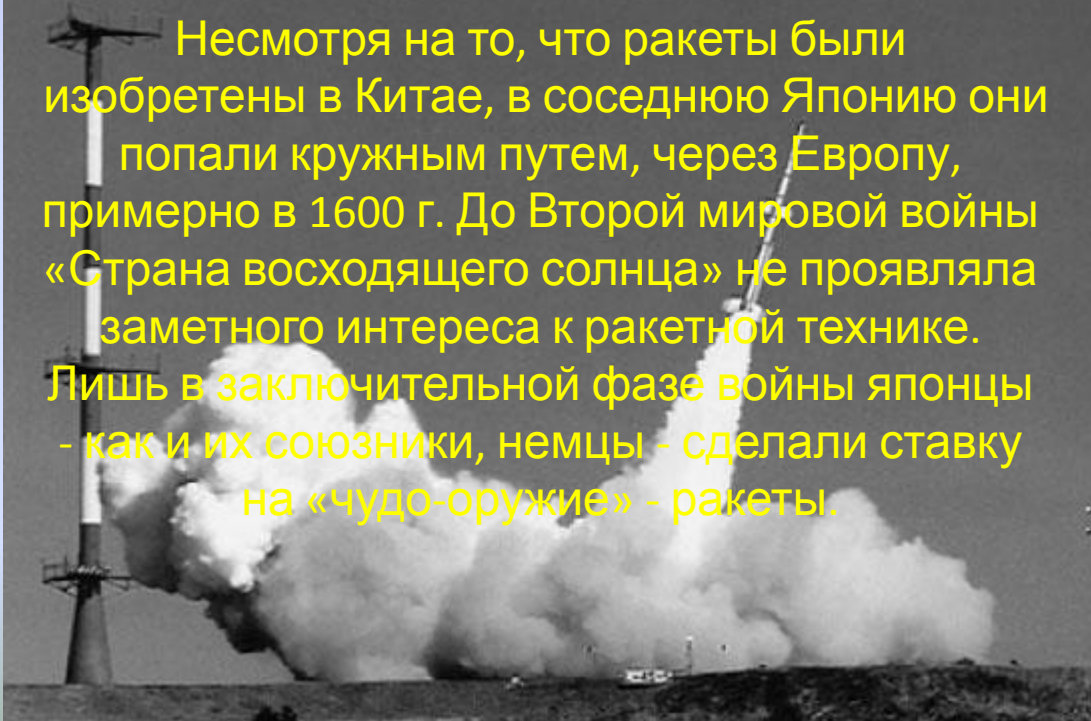 Несмотря на то, что ракеты были
изобретены в Китае, в соседнюю Японию они
попали кружным путем, через Европу,
примерно в 1600 г. До Второй мировой войны
«Страна восходящего солнца» не проявляла
заметного интереса к ракетной технике.
Лишь в заключительной фазе войны японцы
- как и их союзники, немцы - сделали ставку
на «чудо-оружие» - ракеты.